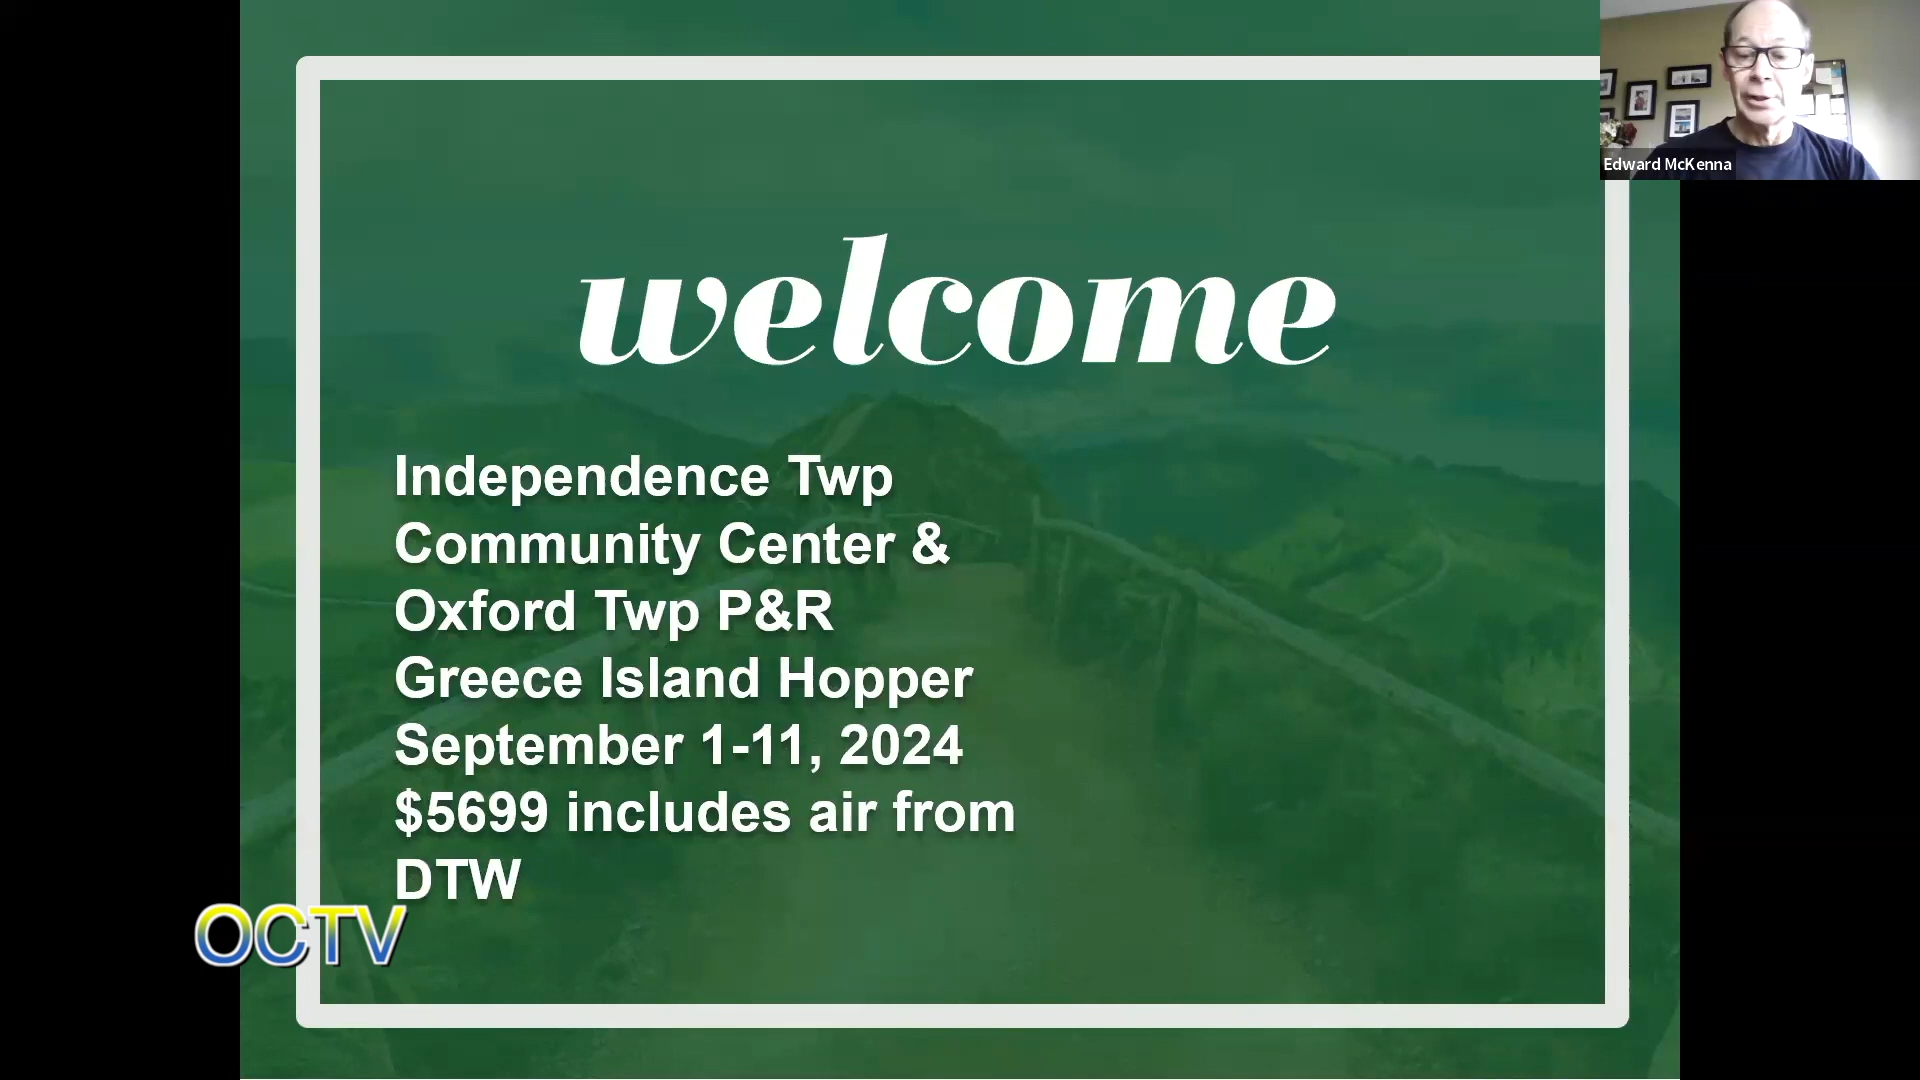 Edward McKenna
welcome
Independence Twp
Community Center &
Oxford Twp P&R
Greece Island Hopper
September 1-11, 2024
$5699 includes air from
DTW
OCTV